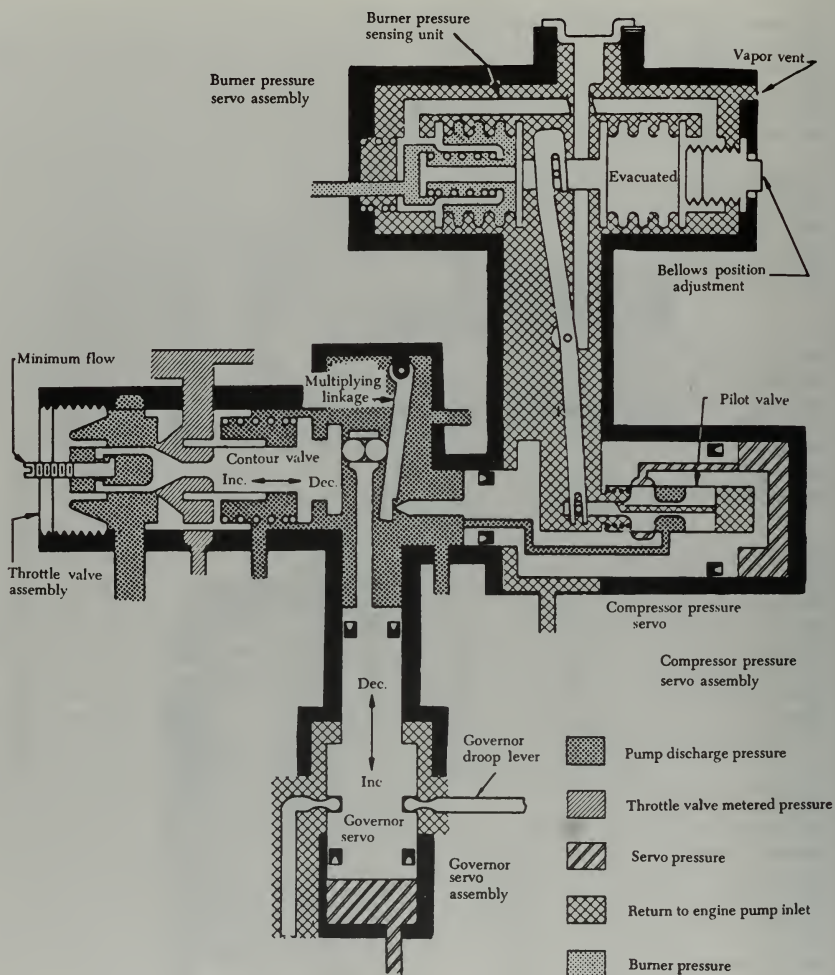 Burner pressure
sensing unit
Vapor vent
Burner pressure
servo assembly
Evacuated
Bellows position
adjustment
Minimum flow
Multiplying
linkage
Pilot valve
Contour valve
Inc.
Dec.
Throttle valve
assembly
Compressor pressure
servo
Compressor pressure
servo assembly
Dec.
Inc
Governor
droop lever
Governor
servo
Governor
servo
assembly
Pump discharge pressure
Throttle valve metered pressure
Servo pressure
Return to engine pump inlet
Burner pressure